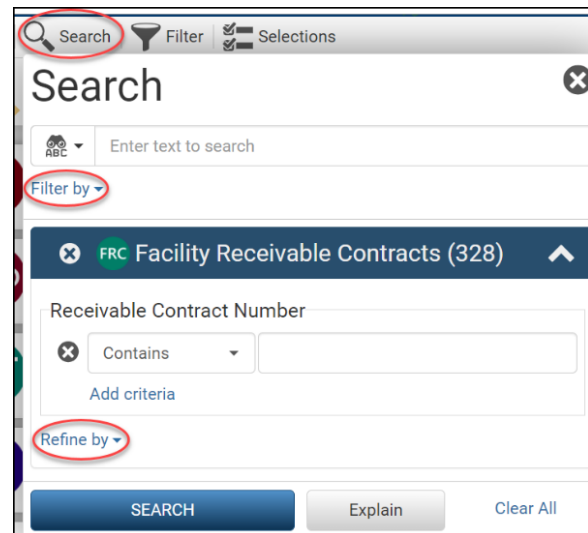 Search Filter Selections
Search
ABC Enter text to search
Filter by
FRC Facility Receivable Contracts (328)
Receivable Contract Number
Contains
Add criteria
Refine by
SEARCH Explain Clear All